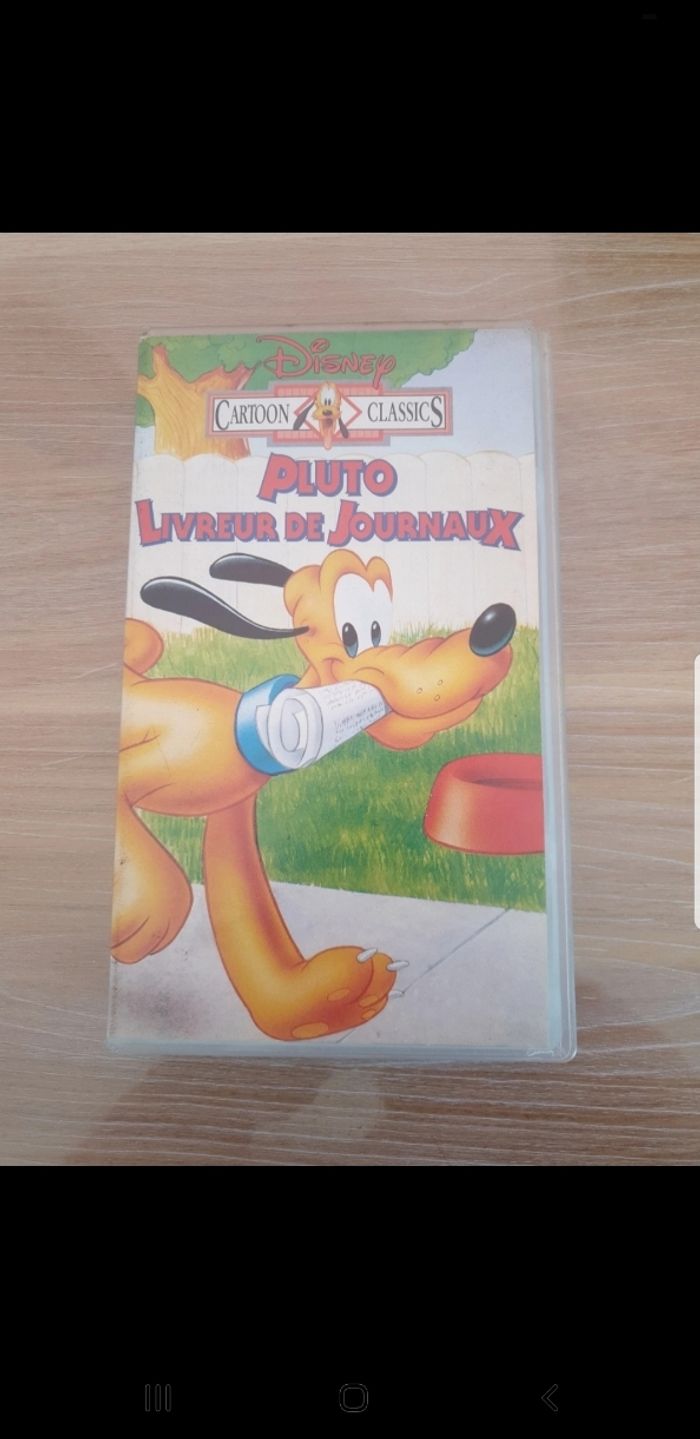 Disney
CARTOON CLASSICS
PLUTO
LIVREUR DE JOURNAUX